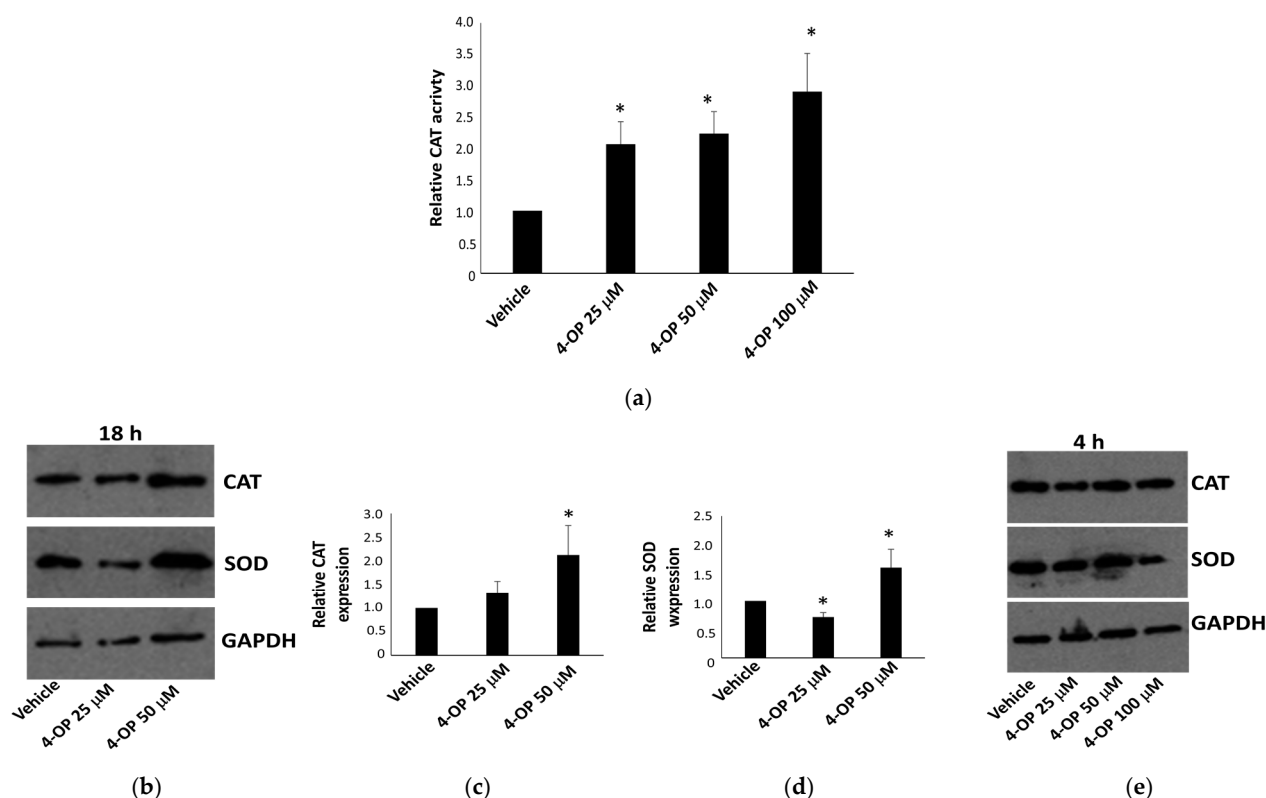 4.0
3.5
3.0
2.5
2.0
1.5
1.0
0.5
0
Relative CAT acrivty
*
*
*
Vehicle
4-OP 25 µM
4-OP 50 µM
4-OP 100 µM
(a)
18 h
CAT
SOD
GAPDH
Vehicle
4-OP 25 µM
4-OP 50 µM
(b)
Relative CAT
expression
3.0
2.5
2.0
1.5
1.0
0.5
0
*
Vehicle
4-OP 25 µM
4-OP 50 µM
(c)
Relative SOD
wxpression
2.5
2.0
1.5
1.0
0.5
0
*
*
Vehicle
4-OP 25 µM
4-OP 50 µM
(d)
4 h
CAT
SOD
GAPDH
Vehicle
4-OP 25 µM
4-OP 50 µM
4-OP 100 µM
(e)